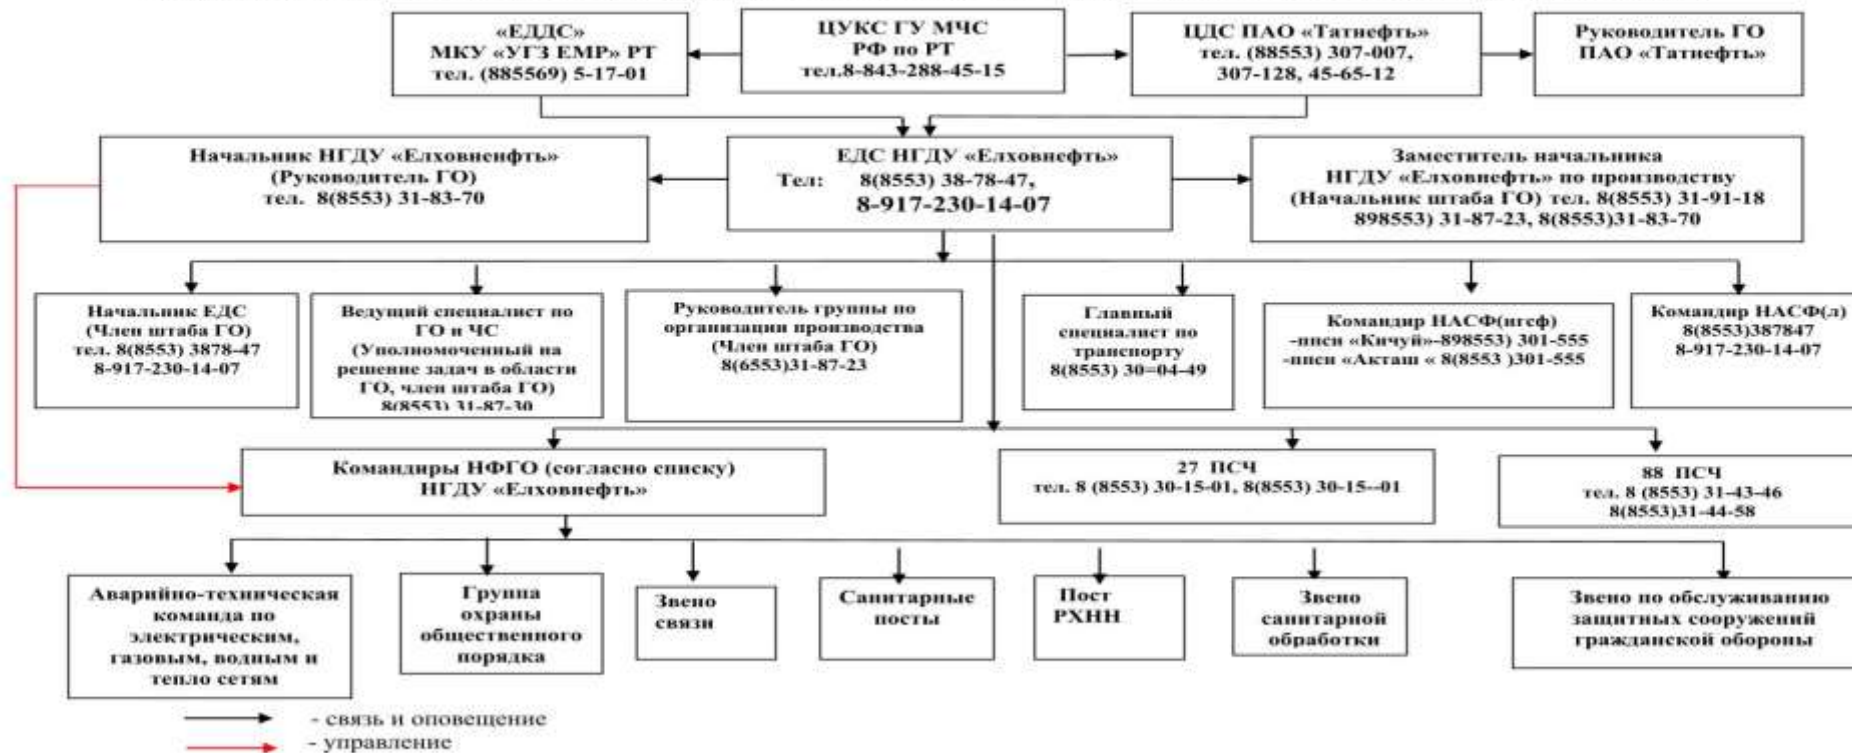 «ЕДДС»
МКУ «УГЗ ЕМР» РТ
тел. (885569) 5-17-01
ЦУКС ГУ МЧС
РФ по РТ
тел.8-843-288-45-15
ЦДС ПАО «Татнефть»
тел. (88553) 307-007,
307-128, 45-65-12
Руководитель ГО
ПАО «Татнефть»
Начальник НГДУ «Елховненфть»
(Руководитель ГО)
тел. 8(8553) 31-83-70
ЕДС НГДУ «Елховнефть»
Тел: 8(8553) 38-78-47,
8-917-230-14-07
Заместитель начальника
НГДУ «Елховнефть» по производству
(Начальник штаба ГО) тел. 8(8553) 31-91-18
898553) 31-87-23, 8(8553)31-83-70
Начальник ЕДС
(Член штаба ГО)
тел. 8(8553) 3878-47
8-917-230-14-07
Ведущий специалист по
ГО и ЧС
(Уполномоченный на
решение задач в области
ГО, член штаба ГО)
8(8553) 31-87-30
Руководитель группы по
организации производства
(Член штаба ГО)
8(6553)31-87-23
Главный
специалист по
транспорту
8(8553) 30=04-49
Командир НАСФ(нгсф)
-ппсн «Кичуй»-898553) 301-555
-ппсн «Акташ « 8(8553 )301-555
Командир НАСФ(л)
8(8553)387847
8-917-230-14-07
Командиры НФГО (согласно списку)
НГДУ «Елховнефть»
27 ПСЧ
тел. 8 (8553) 30-15-01, 8(8553) 30-15--01
88 ПСЧ
тел. 8 (8553) 31-43-46
8(8553)31-44-58
Аварийно-техническая
команда по
электрическим,
газовым, водным и
тепло сетям
Группа
охраны
общественного
порядка
Звено
связи
Санитарные
посты
Пост
РХНН
Звено
санитарной
обработки
Звено по обслуживанию
защитных сооружений
гражданской обороны
- связь и оповещение
- управление